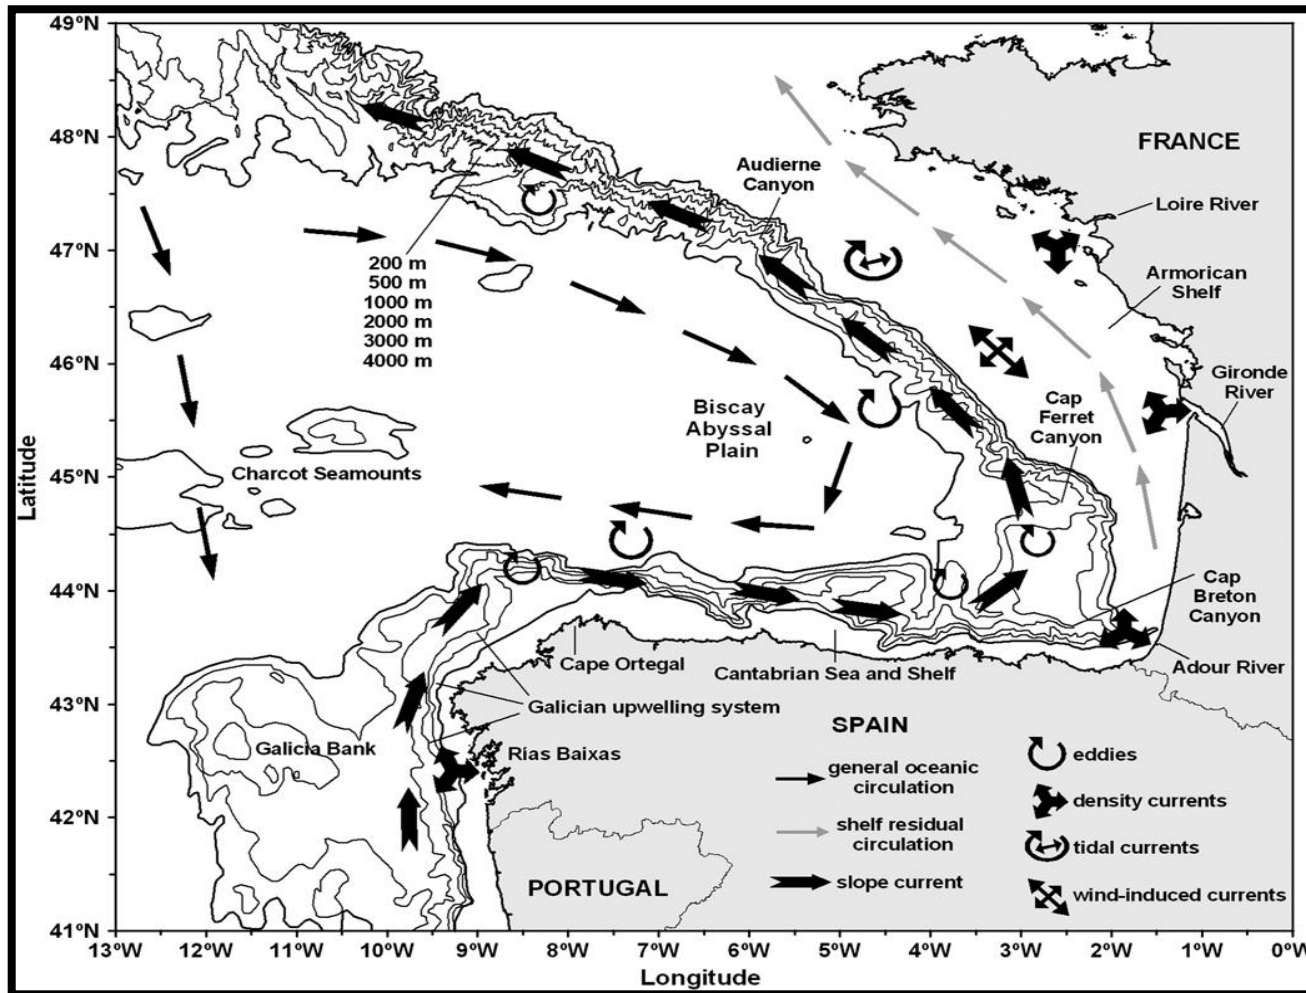 49°N
48°N
47°N
46°N
45°N
44°N
43°N
42°N
41°N
Latitude
13°W 12°W 11°W 10°W 9°W 8°W 7°W 6°W 5°W 4°W 3°W 2°W 1°W 0°W
Longitude
FRANCE
Audierne
Canyon
Loire River
Armorican
Shelf
200 m
500 m
1000 m
2000 m
3000 m
4000 m
Gironde
River
Biscay
Abyssal
Plain
Cap
Ferret
Canyon
Charcot Seamounts
Cap
Breton
Canyon
Adour River
Cape Ortegal
Cantabrian Sea and Shelf
Galician upwelling system
SPAIN
Galicia Bank
Rías Baixas
PORTUGAL
general oceanic
circulation
shelf residual
circulation
slope current
eddies
density currents
tidal currents
wind-induced currents